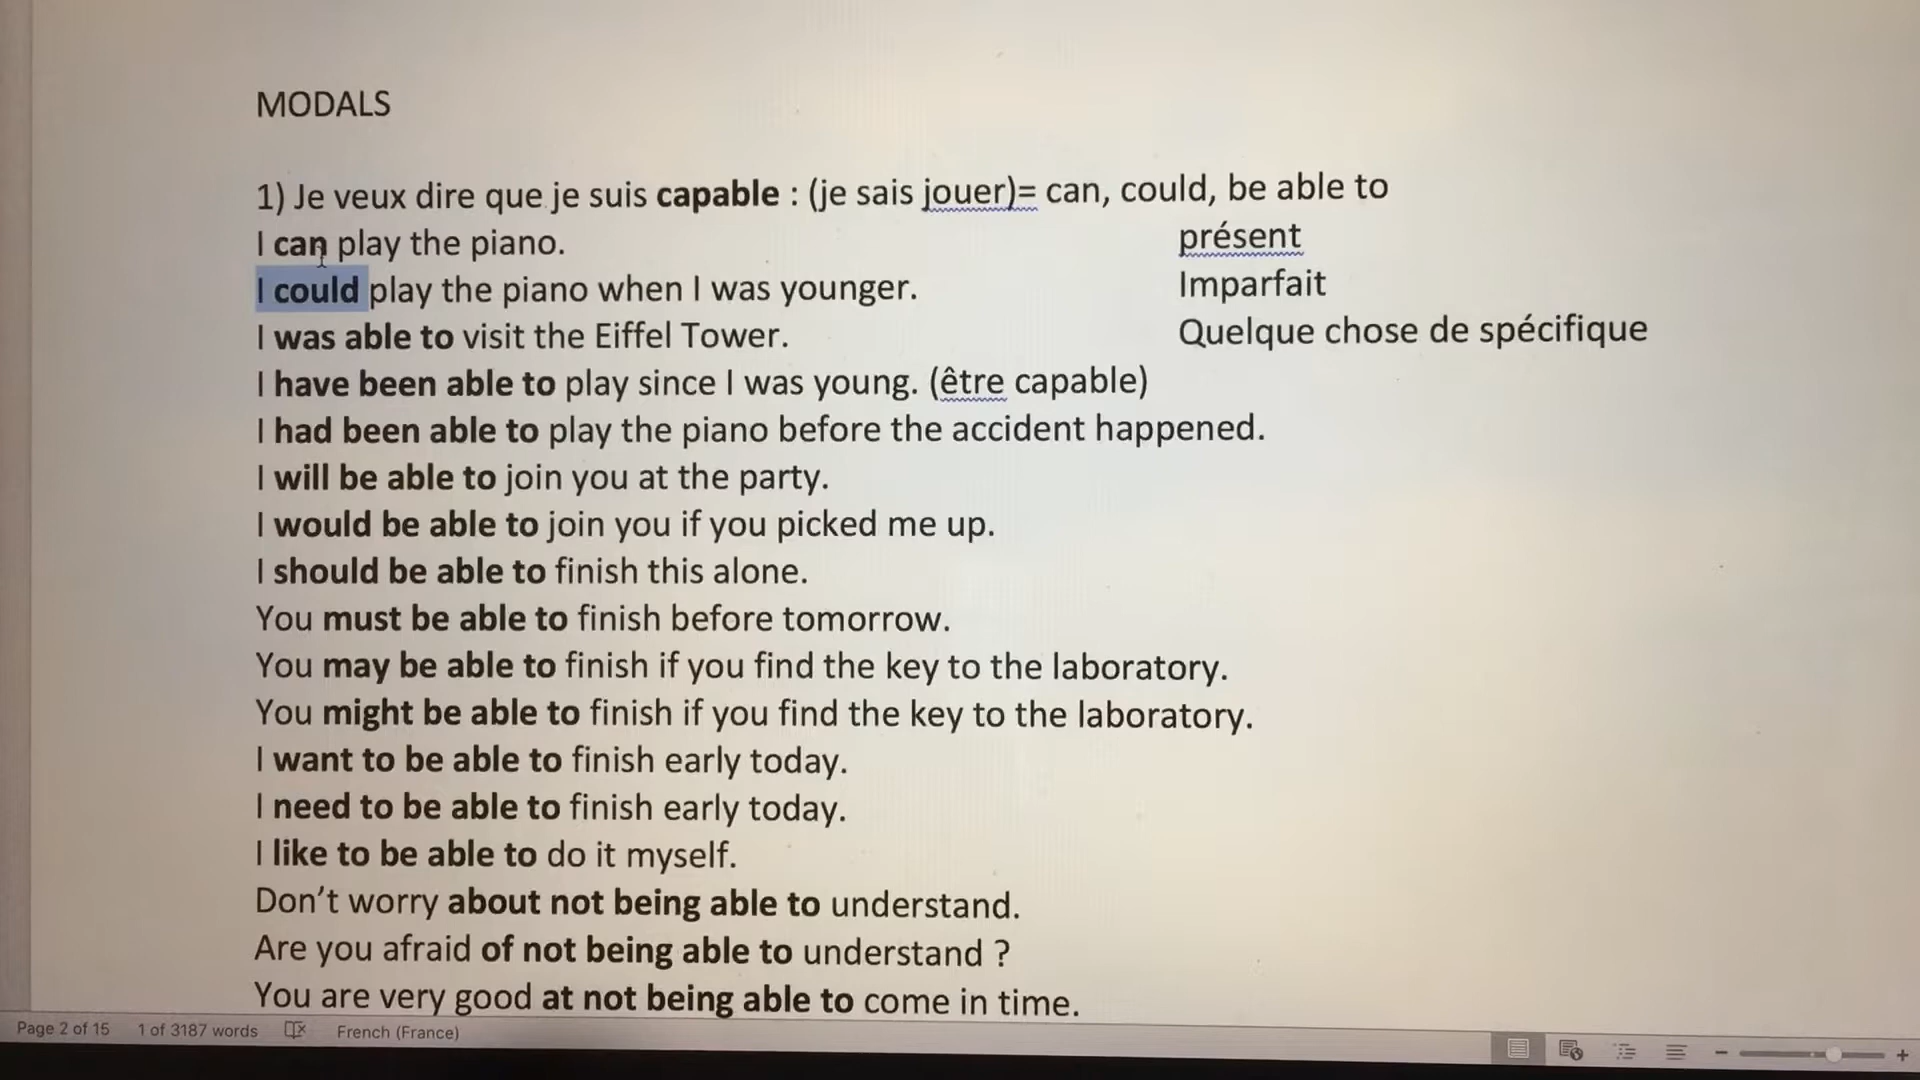 MODALS
1) Je veux dire que je suis capable : (je sais jouer)= can, could, be able to
I can play the piano. présent
I could play the piano when I was younger. Imparfait
I was able to visit the Eiffel Tower. Quelque chose de spécifique
I have been able to play since I was young. (être capable)
I had been able to play the piano before the accident happened.
I will be able to join you at the party.
I would be able to join you if you picked me up.
I should be able to finish this alone.
You must be able to finish before tomorrow.
You may be able to finish if you find the key to the laboratory.
You might be able to finish if you find the key to the laboratory.
I want to be able to finish early today.
I need to be able to finish early today.
I like to be able to do it myself.
Don’t worry about not being able to understand.
Are you afraid of not being able to understand ?
You are very good at not being able to come in time.
Page 2 of 15 1 of 3187 words French (France)